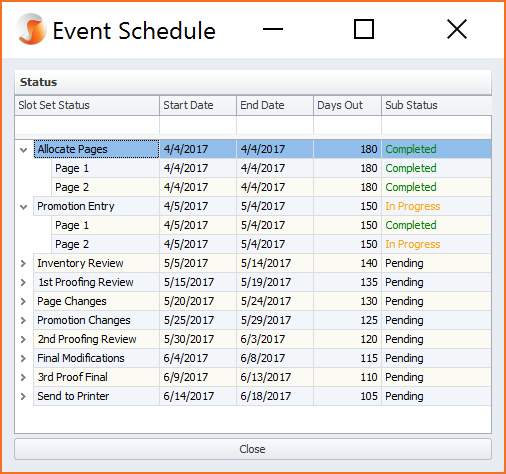 Event Schedule
Status
Slot Set Status Start Date End Date Days Out Sub Status
Allocate Pages 4/4/2017 4/4/2017 180 Completed
Page 1 4/4/2017 4/4/2017 180 Completed
Page 2 4/4/2017 4/4/2017 180 Completed
Promotion Entry 4/5/2017 5/4/2017 150 In Progress
Page 1 4/5/2017 5/4/2017 150 Completed
Page 2 4/5/2017 5/4/2017 150 In Progress
Inventory Review 5/5/2017 5/14/2017 140 Pending
1st Proofing Review 5/15/2017 5/19/2017 135 Pending
Page Changes 5/20/2017 5/24/2017 130 Pending
Promotion Changes 5/25/2017 5/29/2017 125 Pending
2nd Proofing Review 5/30/2017 6/3/2017 120 Pending
Final Modifications 6/4/2017 6/8/2017 115 Pending
3rd Proof Final 6/9/2017 6/13/2017 110 Pending
Send to Printer 6/14/2017 6/18/2017 105 Pending
Close